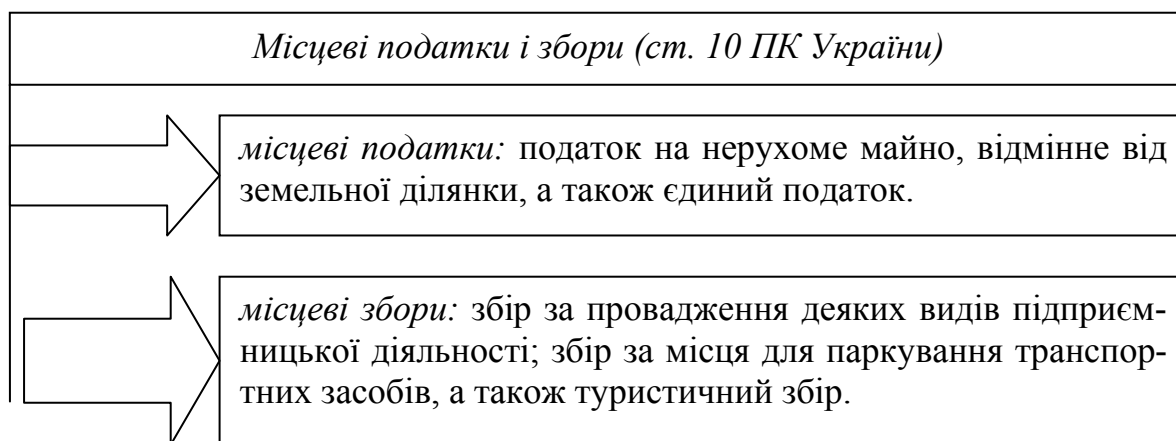 Місцеві податки і збори (ст. 10 ПК України)
місцеві податки: податок на нерухоме майно, відмінне від
земельної ділянки, а також єдиний податок.
місцеві збори: збір за провадження деяких видів підприєм-
ницької діяльності; збір за місця для паркування транспор-
тних засобів, а також туристичний збір.